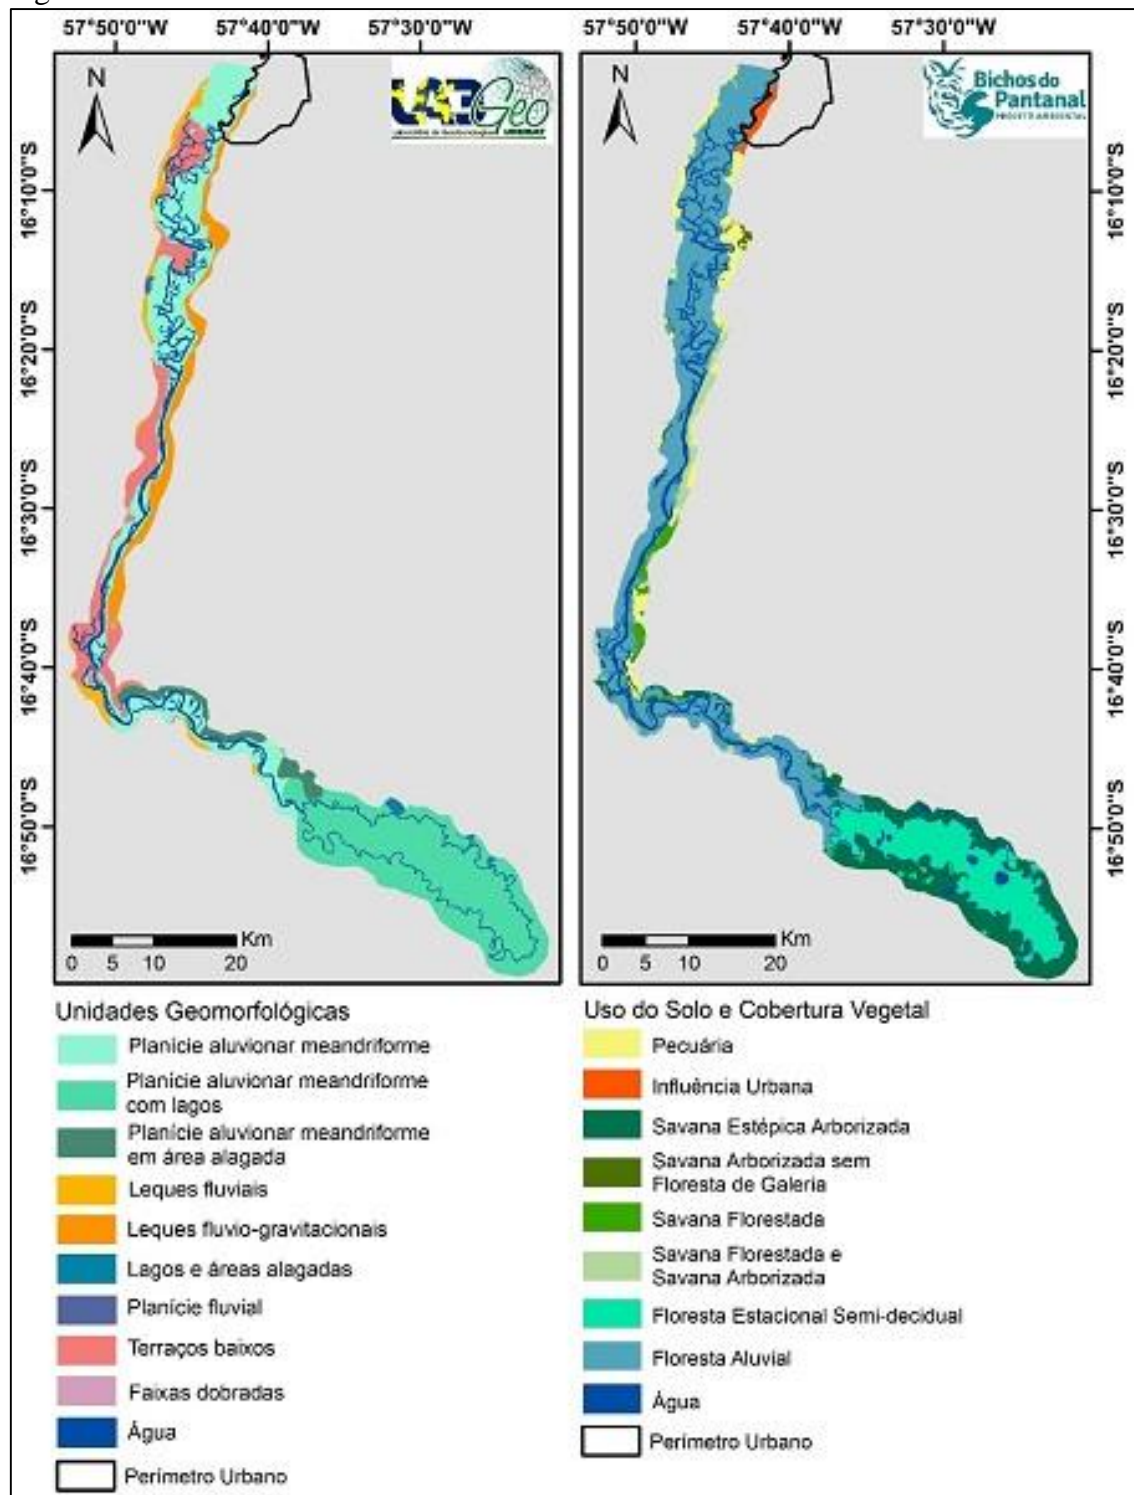 57°50'0"W 57°40'0"W 57°30'0"W
57°50'0"W 57°40'0"W 57°30'0"W
N
Geo
UNEMAT
N
Bichos do
Pantanal
PROJETO AMBIENTAL
16°10'0"S
16°20'0"S
16°30'0"S
16°40'0"S
16°50'0"S
16°10'0"S
16°20'0"S
16°30'0"S
16°40'0"S
16°50'0"S
Km
0 5 10 20
Km
0 5 10 20
Unidades Geomorfológicas
Planície aluvionar meandriforme
Planície aluvionar meandriforme
com lagos
Planície aluvionar meandriforme
em área alagada
Leques fluviais
Leques fluvio-gravitacionais
Lagos e áreas alagadas
Planície fluvial
Terraços baixos
Faixas dobradas
Água
Perímetro Urbano
Uso do Solo e Cobertura Vegetal
Pecuária
Influência Urbana
Savana Estépica Arborizada
Savana Arborizada sem
Floresta de Galeria
Savana Florestada
Savana Florestada e
Savana Arborizada
Floresta Estacional Semi-decidual
Floresta Aluvial
Água
Perímetro Urbano